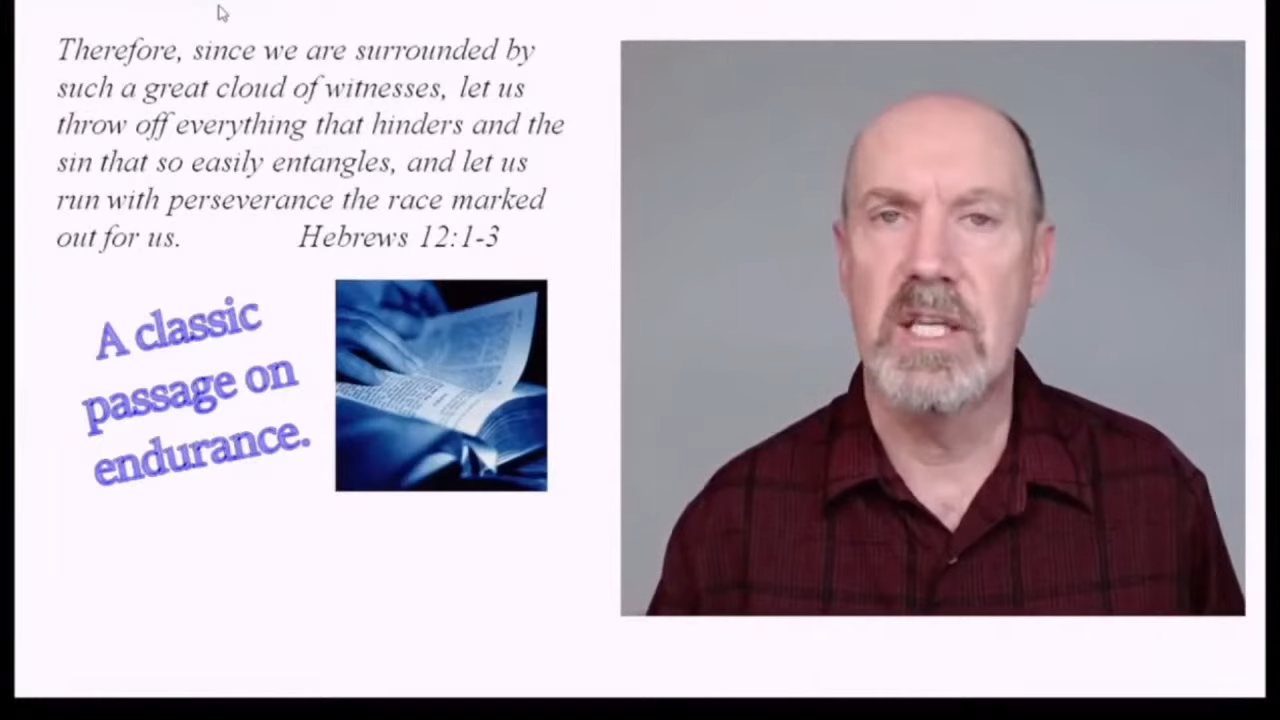 Therefore, since we are surrounded by
such a great cloud of witnesses, let us
throw off everything that hinders and the
sin that so easily entangles, and let us
run with perseverance the race marked
out for us. Hebrews 12:1-3
A classic
passage on
endurance.